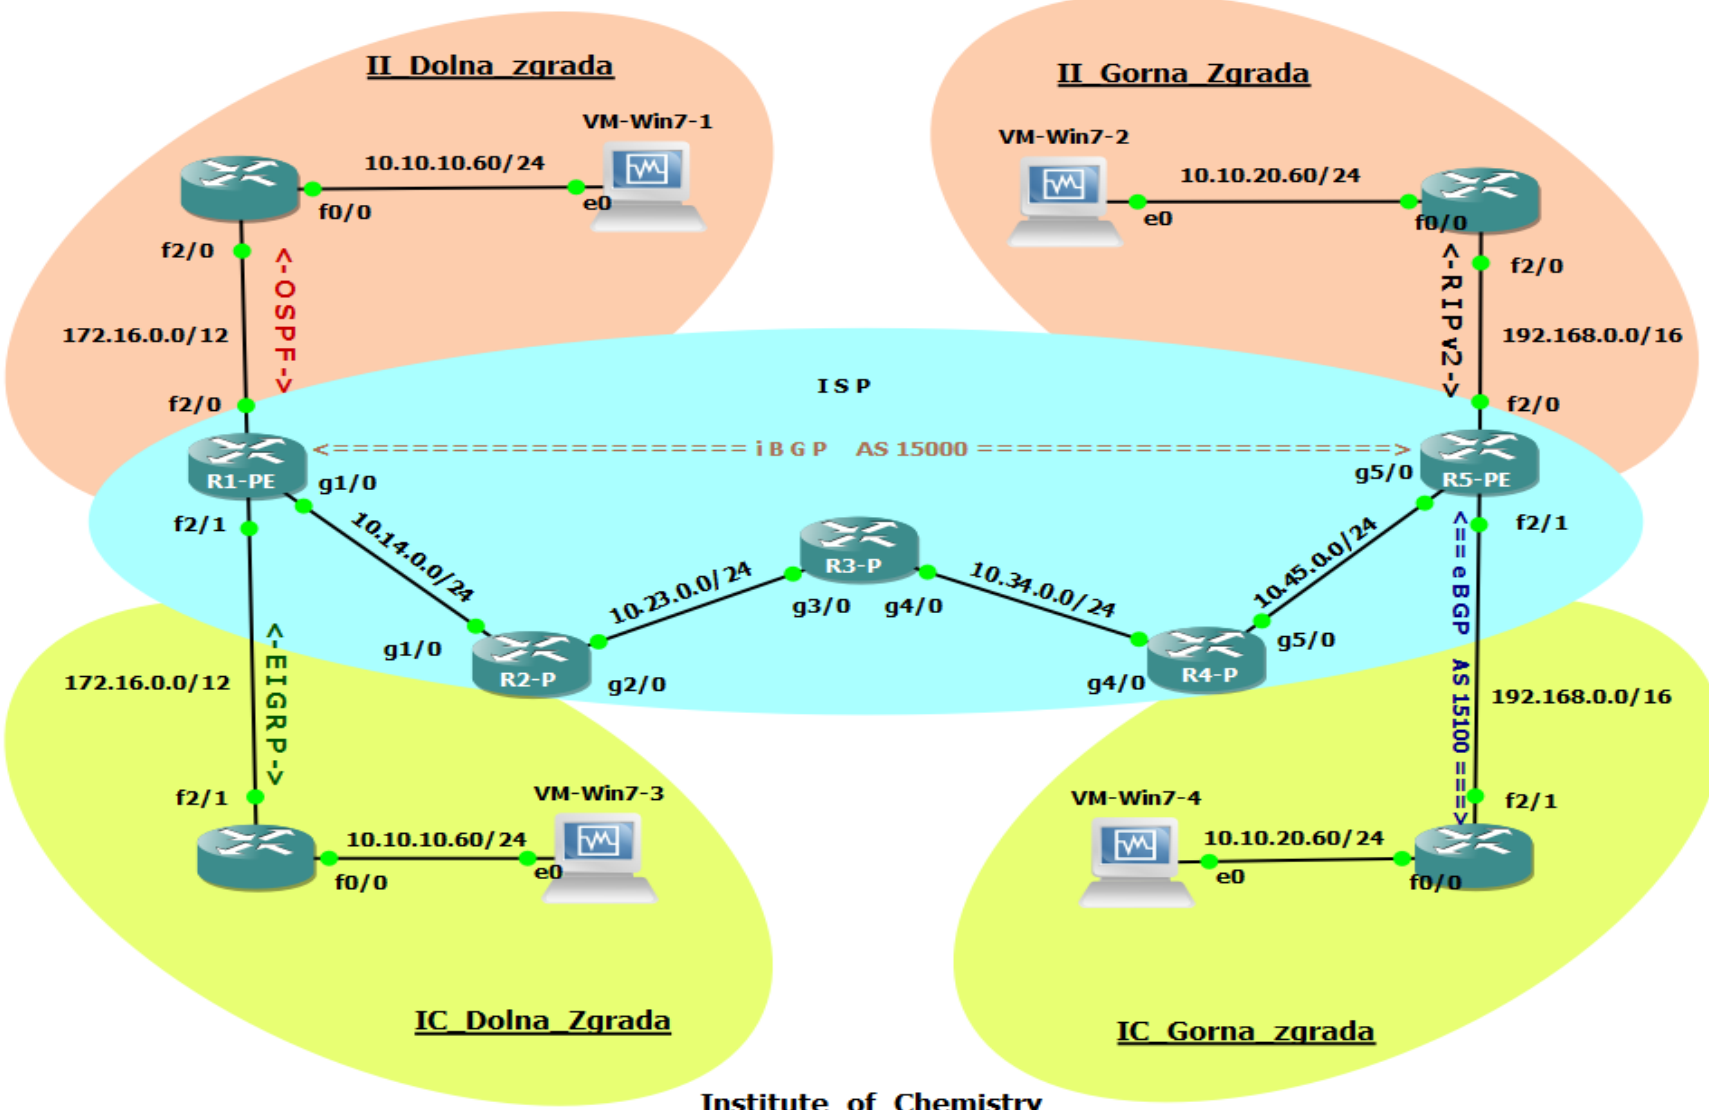 II_Dolna_zgrada
II_Gorna_Zgrada
VM-Win7-1
VM-Win7-2
10.10.10.60/24
10.10.20.60/24
f0/0
e0
e0
f0/0
f2/0
f2/0
<-OSPF->
<-RIPv2->
172.16.0.0/12
192.168.0.0/16
ISP
f2/0
f2/0
<==================== iBGP AS 15000 ====================>
R1-PE
g1/0
g5/0
R5-PE
f2/1
f2/1
10.14.0.0/24
10.23.0.0/24
R3-P
g3/0
g4/0
10.34.0.0/24
10.45.0.0/24
<===eBGP AS 15100 ===>
g1/0
R2-P
g2/0
g4/0
R4-P
g5/0
<-EIGRP->
172.16.0.0/12
192.168.0.0/16
f2/1
VM-Win7-3
VM-Win7-4
f2/1
10.10.10.60/24
10.10.20.60/24
f0/0
e0
e0
f0/0
IC_Dolna_Zgrada
IC_Gorna_zgrada
Institute of Chemistry